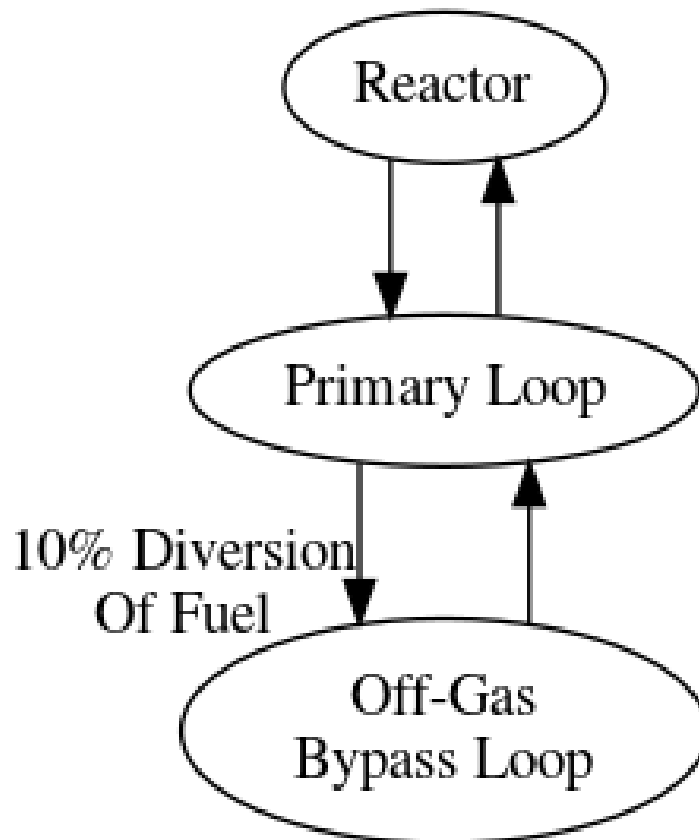 Reactor
Primary Loop
10% Diversion
Of Fuel
Off-Gas
Bypass Loop